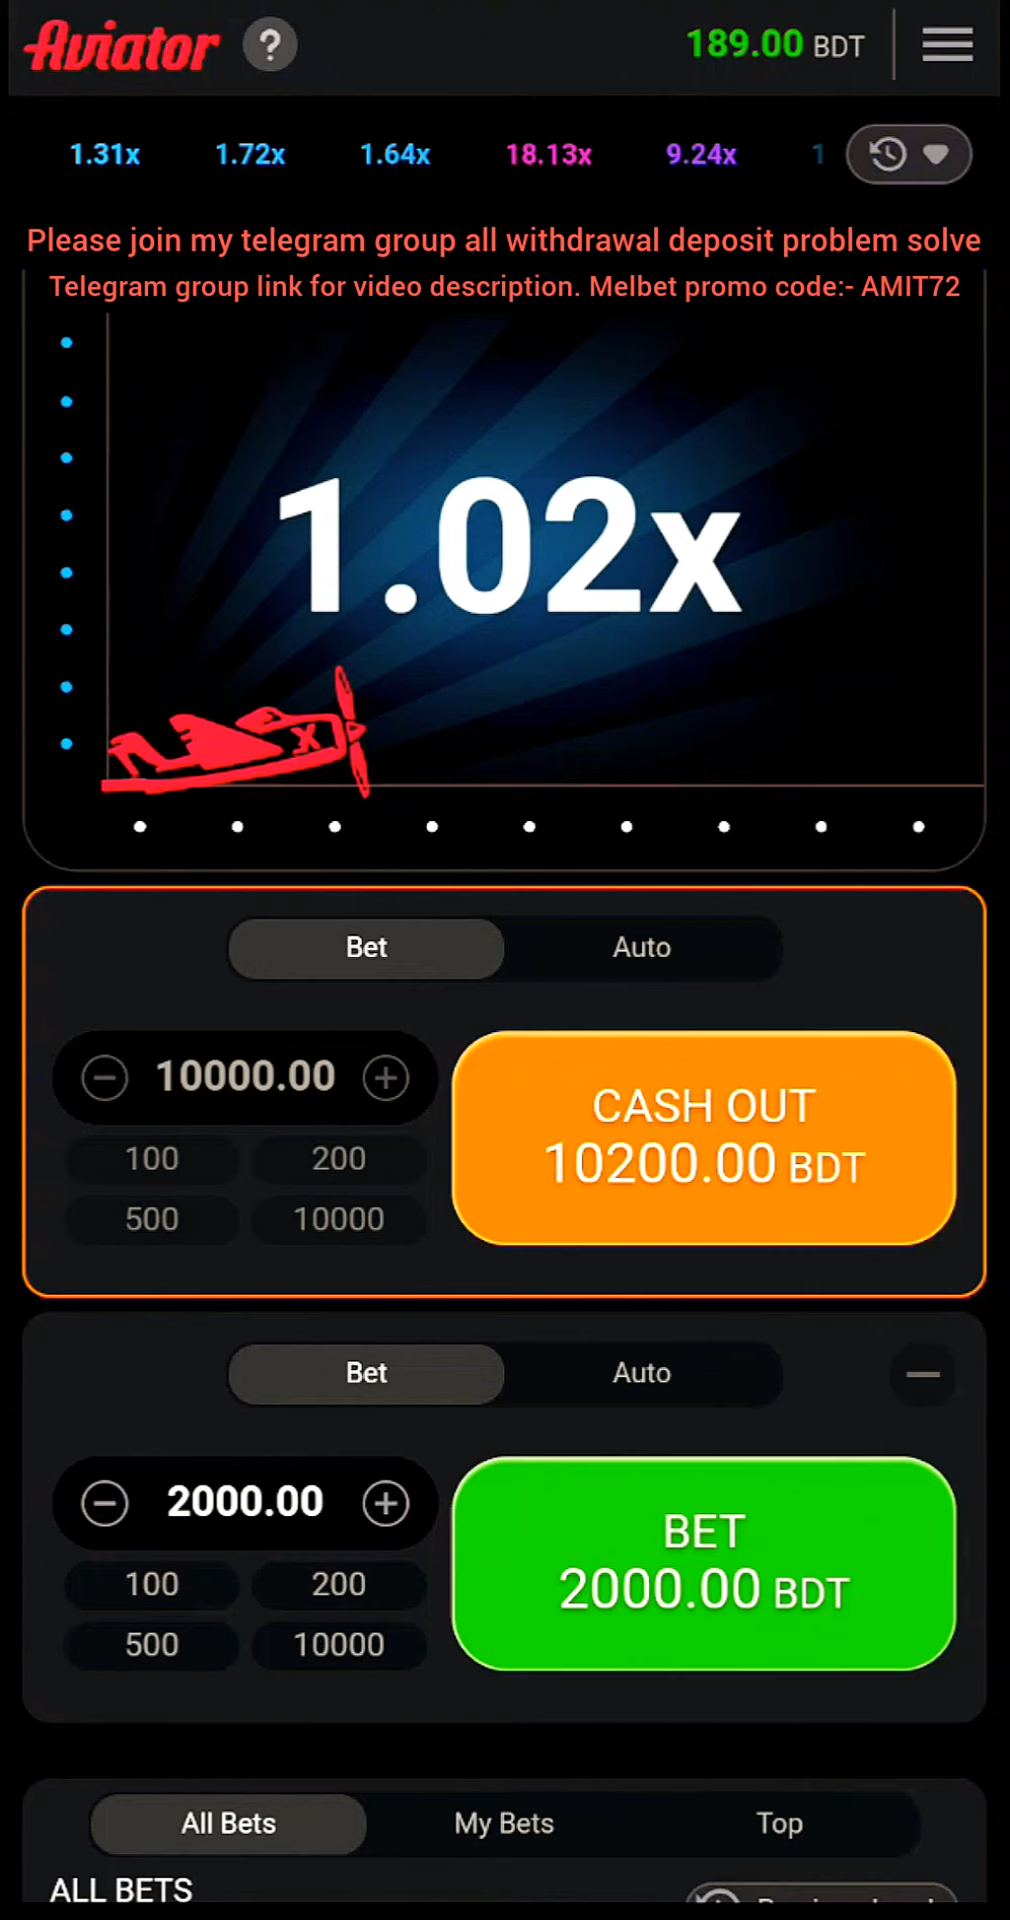 Aviator ? 189.00 BDT
1.31x 1.72x 1.64x 18.13x 9.24x 1
Please join my telegram group all withdrawal deposit problem solve
Telegram group link for video description. Melbet promo code:- AMIT72
1.02x
X
Bet Auto
10000.00
CASH OUT
10200.00 BDT
100 200
500 10000
Bet Auto
2000.00
BET
2000.00 BDT
100 200
500 10000
All Bets My Bets Top
ALL BETS